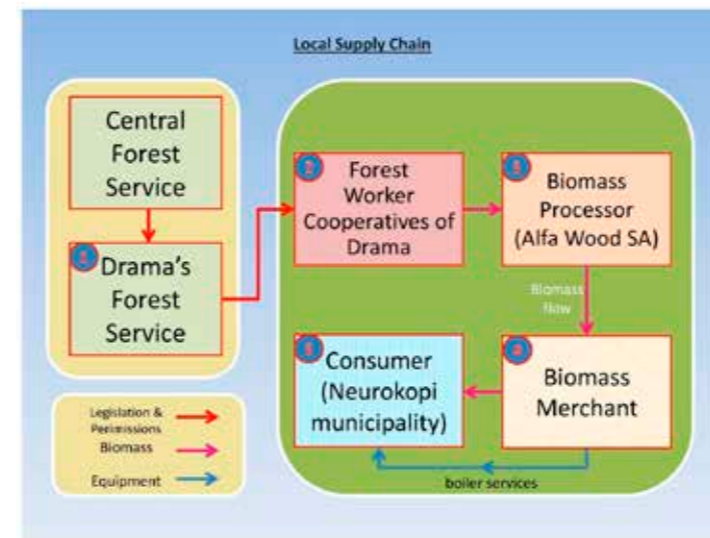 Local Supply Chain
Central
Forest
Service
Drama's
Forest
Service
Forest
Worker
Cooperatives of
Drama
Biomass
Processor
(Alfa Wood SA)
Biomass
flow
Consumer
(Neurokopi
municipality)
Biomass
Merchant
boiler services
Legislation &
Perimissions
Biomass
Equipment